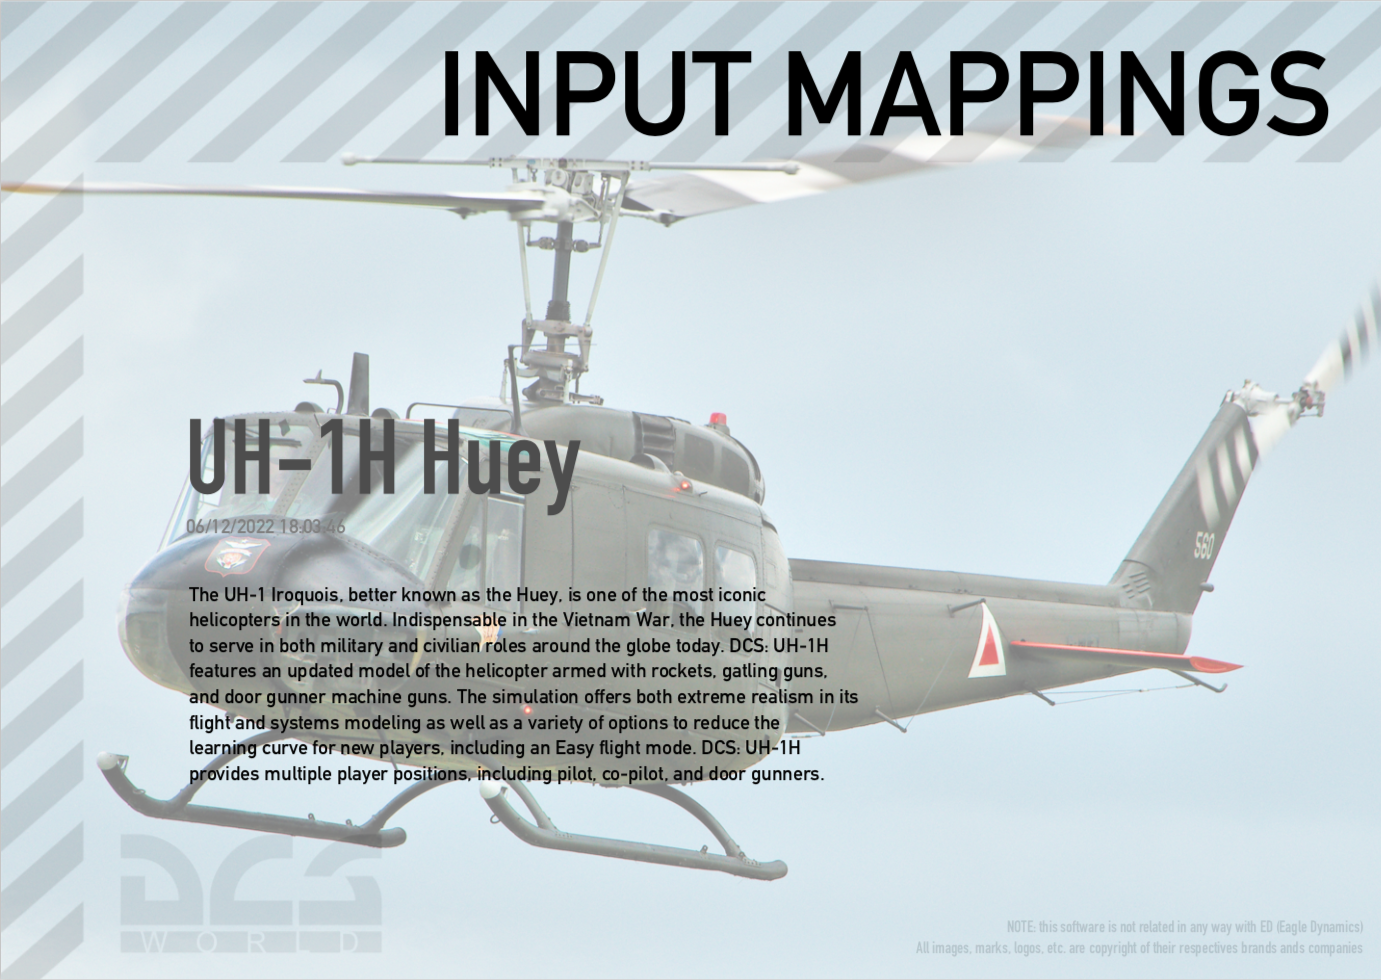 INPUT MAPPINGS
UH-1H Huey
06/12/2022 18:03:46
The UH-1 Iroquois, better known as the Huey, is one of the most iconic
helicopters in the world. Indispensable in the Vietnam War, the Huey continues
to serve in both military and civilian roles around the globe today. DCS: UH-1H
features an updated model of the helicopter armed with rockets, gatling guns,
and door gunner machine guns. The simulation offers both extreme realism in its
flight and systems modeling as well as a variety of options to reduce the
learning curve for new players, including an Easy flight mode. DCS: UH-1H
provides multiple player positions, including pilot, co-pilot, and door gunners.
560
DCS
WORLD
NOTE: this software is not related in any way with ED (Eagle Dynamics)
All images, marks, logos, etc. are copyright of their respectives brands ands companies